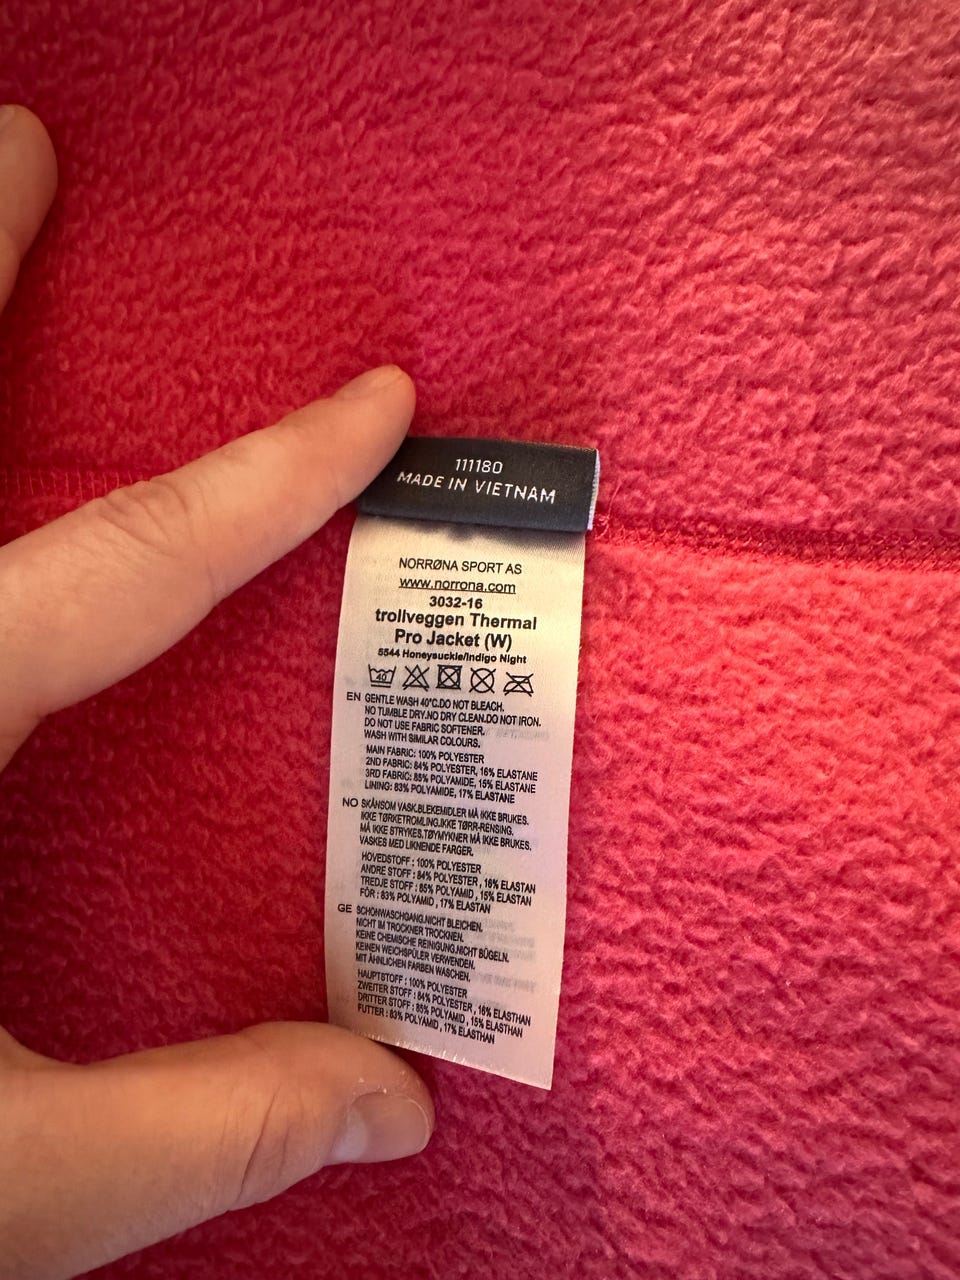 111180
MADE IN VIETNAM
NORRØNA SPORT AS
www.norrona.com
3032-16
trollveggen Thermal
Pro Jacket (W)
5544 Honeysuckle/Indigo Night
40
EN GENTLE WASH 40°C.DO NOT BLEACH.
NO TUMBLE DRY.NO DRY CLEAN.DO NOT IRON.
DO NOT USE FABRIC SOFTENER.
WASH WITH SIMILAR COLOURS.
MAIN FABRIC: 100% POLYESTER
2ND FABRIC: 84% POLYESTER, 16% ELASTANE
3RD FABRIC: 85% POLYAMIDE, 15% ELASTANE
LINING: 83% POLYAMIDE, 17% ELASTANE
NO SKÅNSOM VASK.BLEKEMIDLER MÅ IKKE BRUKES.
IKKE TØRKETROMLING.IKKE TØRR-RENSING.
MÅ IKKE STRYKES.TØYMYKNER MÅ IKKE BRUKES.
VASKES MED LIKNENDE FARGER.
HOVEDSTOFF : 100% POLYESTER
ANDRE STOFF : 84% POLYESTER , 16% ELASTAN
TREDJE STOFF : 85% POLYAMID , 15% ELASTAN
FÔR : 83% POLYAMID , 17% ELASTAN
GE SCHONWASCHGANG.NICHT BLEICHEN.
NICHT IM TROCKNER TROCKNEN.
KEINE CHEMISCHE REINIGUNG.NICHT BÜGELN.
KEINEN WEICHSPÜLER VERWENDEN.
MIT ÄHNLICHEN FARBEN WASCHEN.
HAUPTSTOFF : 100% POLYESTER
ZWEITER STOFF : 84% POLYESTER , 16% ELASTHAN
DRITTER STOFF : 85% POLYAMID , 15% ELASTHAN
FUTTER : 83% POLYAMID , 17% ELASTHAN